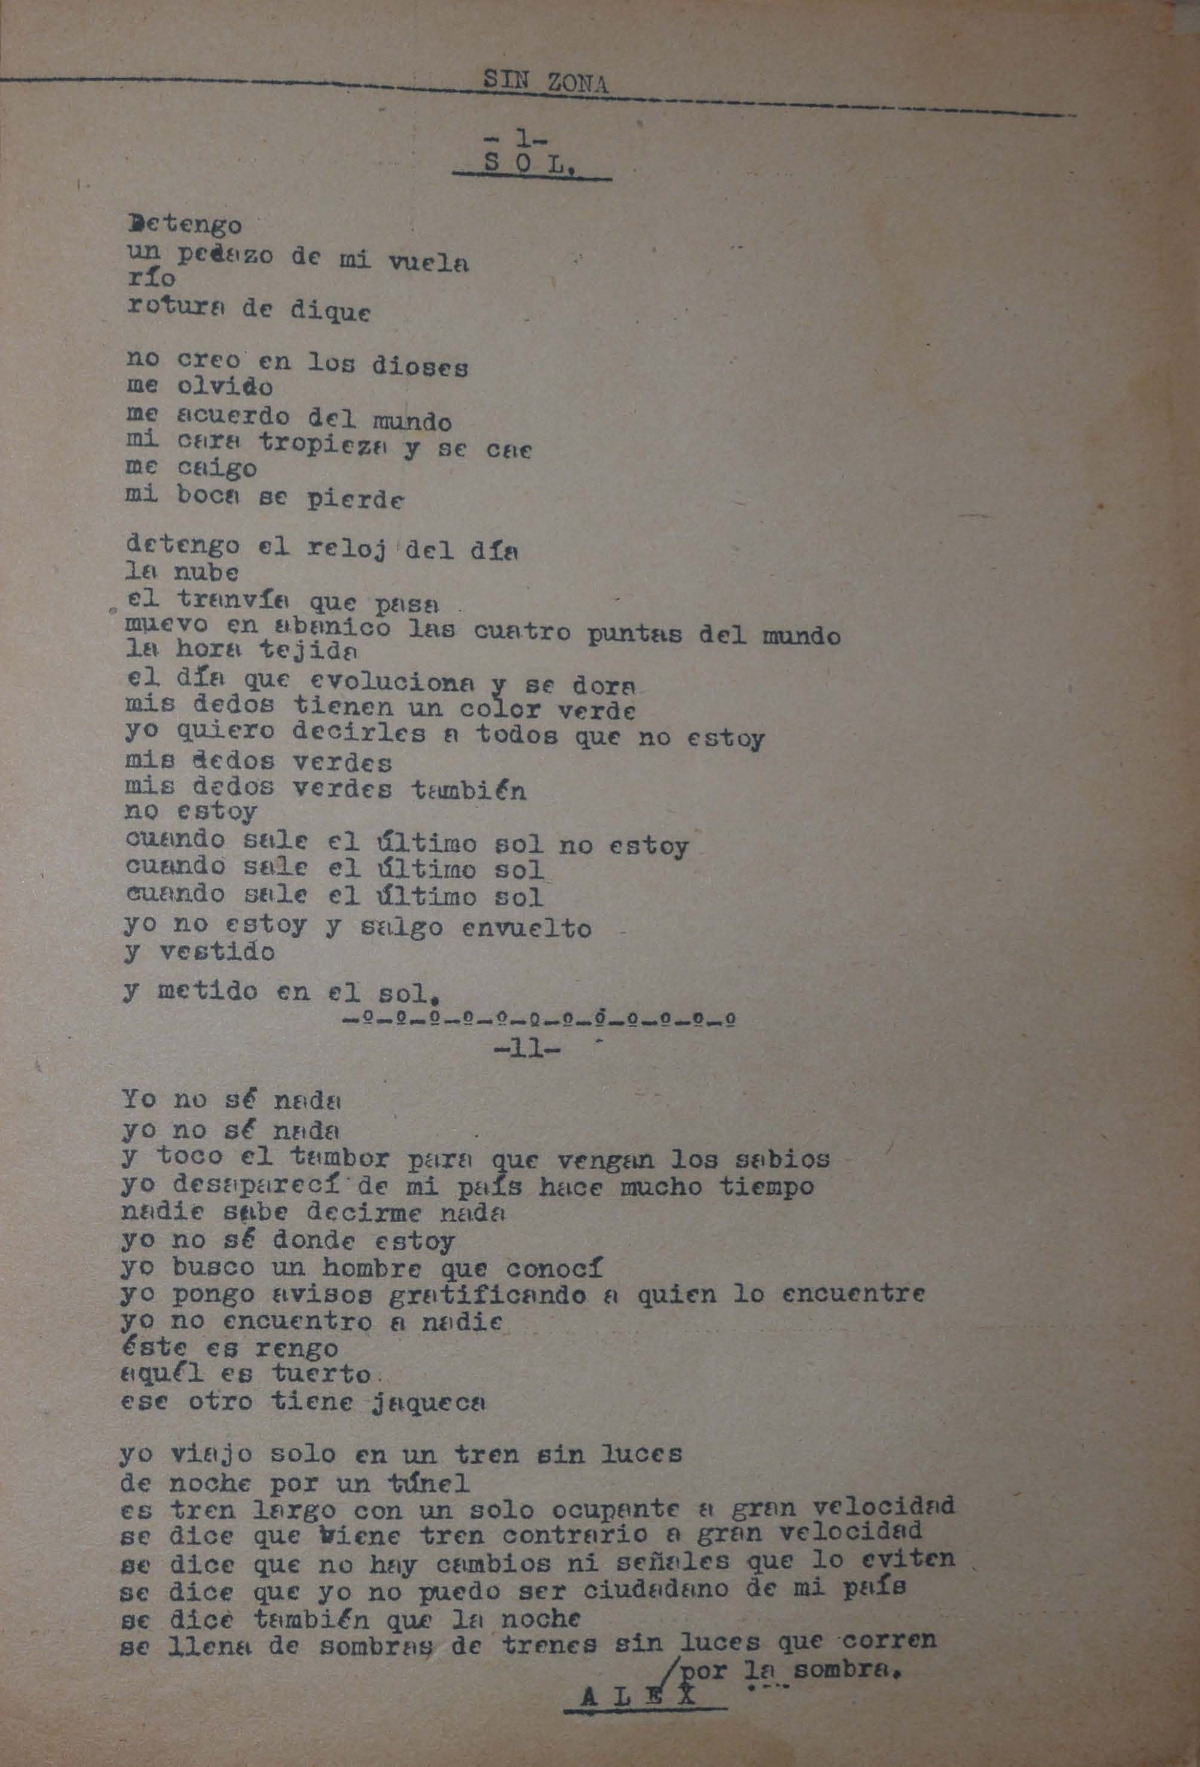 SIN ZONA
- 1-
S O L.
Detengo
un pedazo de mi vuela
río
rotura de dique
no creo en los dioses
me olvido
me acuerdo del mundo
mi cara tropieza y se cae
me caigo
mi boca se pierde
detengo el reloj del día
la nube
el tranvía que pasa
muevo en abanico las cuatro puntas del mundo
la hora tejida
el día que evoluciona y se dora
mis dedos tienen un color verde
yo quiero decirles a todos que no estoy
mis dedos verdes
mis dedos verdes también
no estoy
cuando sale el último sol no estoy
cuando sale el último sol
cuando sale el último sol
yo no estoy y salgo envuelto
y vestido
y metido en el sol.
-o-o-o-o-o-o-o-o-o-o-o-o
-11-
Yo no sé nada
yo no sé nada
y toco el tambor para que vengan los sabios
yo desaparecí de mi país hace mucho tiempo
nadie sabe decirme nada
yo no sé donde estoy
yo busco un hombre que conocí
yo pongo avisos gratificando a quien lo encuentre
yo no encuentro a nadie
éste es rengo
aquél es tuerto
ese otro tiene jaqueca
yo viajo solo en un tren sin luces
de noche por un túnel
es tren largo con un solo ocupante a gran velocidad
se dice que viene tren contrario a gran velocidad
se dice que no hay cambios ni señales que lo eviten
se dice que yo no puedo ser ciudadano de mi país
se dice también que la noche
se llena de sombras de trenes sin luces que corren
/por la sombra.
A L E X